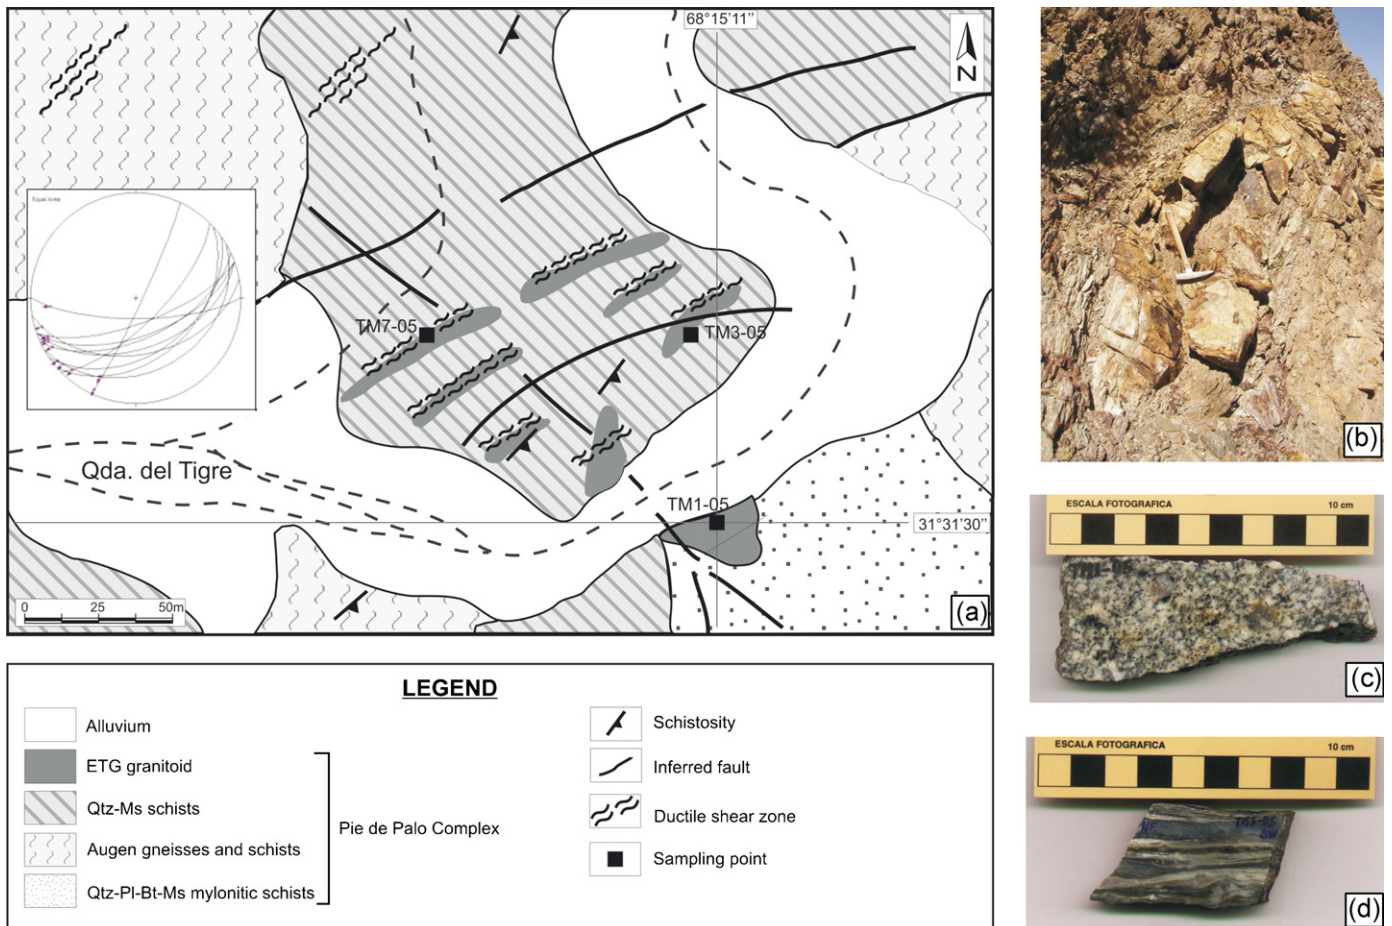 68°15'11''
(a)
N
Equal Area
TM7-05
TM3-05
Qda. del Tigre
TM1-05
31°31'30''
0 25 50m
(a)
LEGEND
Alluvium
ETG granitoid
Qtz-Ms schists
Augen gneisses and schists
Qtz-Pl-Bt-Ms mylonitic schists
Pie de Palo Complex
Schistosity
Inferred fault
Ductile shear zone
Sampling point
(b)
ESCALA FOTOGRAFICA 10 cm
TM1-05
(c)
ESCALA FOTOGRAFICA 10 cm
(d)